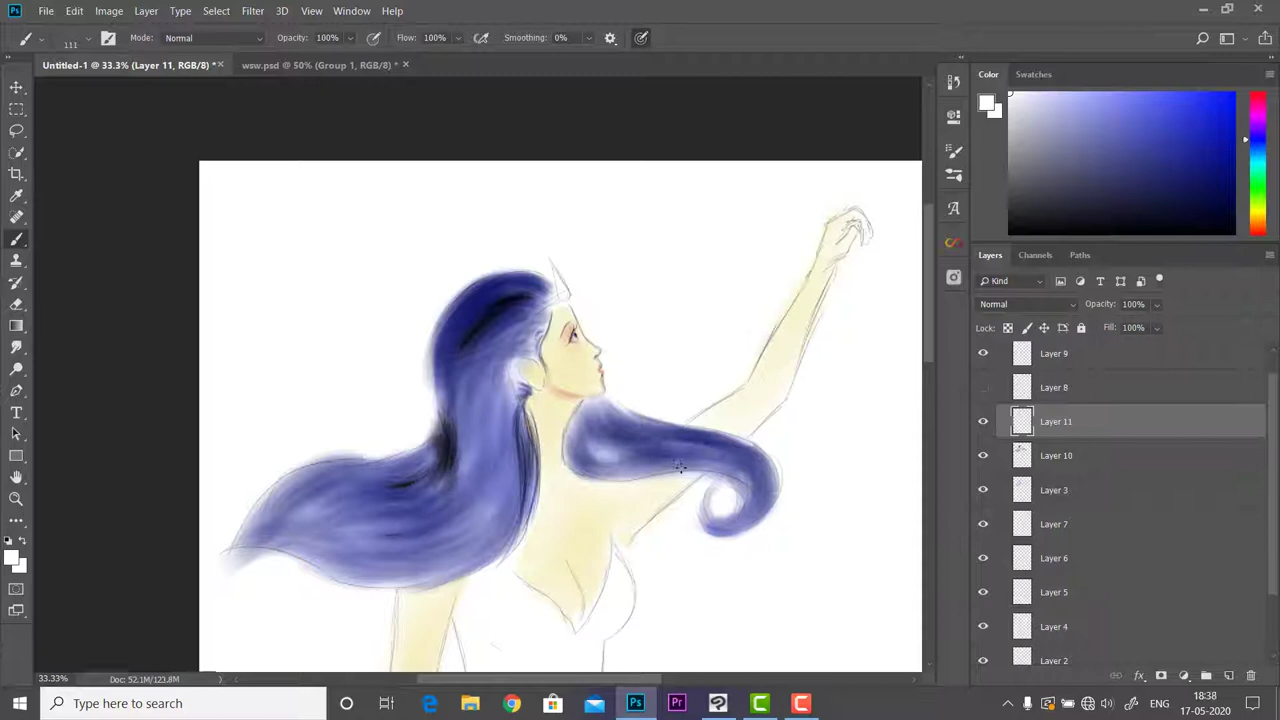 Ps File Edit Image Layer Type Select Filter 3D View Window Help
111 Mode: Normal Opacity: 100% Flow: 100% Smoothing: 0%
Untitled-1 @ 33.3% (Layer 11, RGB/8) * × wsw.psd @ 50% (Group 1, RGB/8) * ×
Color Swatches
Layers Channels Paths
Kind
Normal Opacity: 100%
Lock: Fill: 100%
Layer 9
Layer 8
Layer 11
Layer 10
Layer 3
Layer 7
Layer 6
Layer 5
Layer 4
Layer 2
33.33% Doc: 52.1M/123.8M
Type here to search
Ps Pr C C
ENG
18:38
17-05-2020